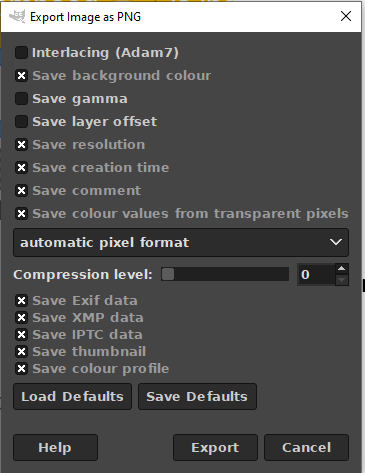 Export Image as PNG
Interlacing (Adam7)
Save background colour
Save gamma
Save layer offset
Save resolution
Save creation time
Save comment
Save colour values from transparent pixels
automatic pixel format
Compression level: 0
Save Exif data
Save XMP data
Save IPTC data
Save thumbnail
Save colour profile
Load Defaults Save Defaults
Help Export Cancel